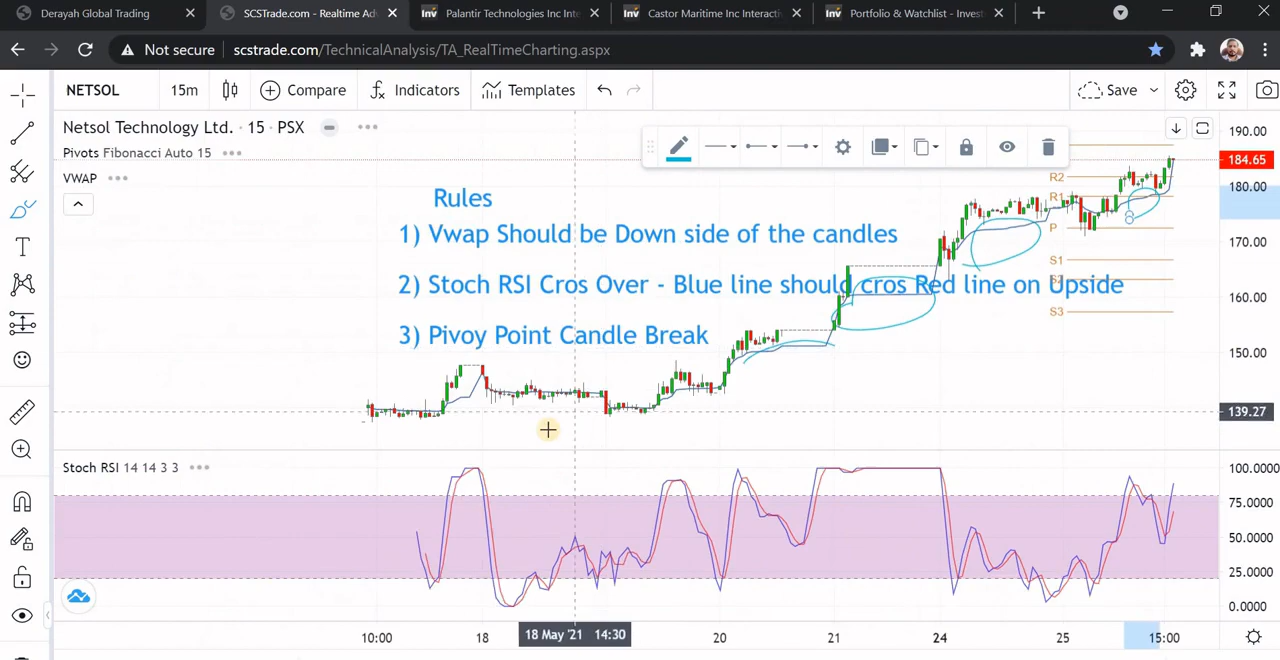 Derayah Global Trading
SCSTrade.com - Realtime Adv
Palantir Technologies Inc Inte
Castor Maritime Inc Interacti
Portfolio & Watchlist - Invest
Not secure
scstrade.com/TechnicalAnalysis/TA_RealTimeCharting.aspx
NETSOL
15m
Compare
Indicators
Templates
Save
Netsol Technology Ltd. · 15 · PSX
Pivots Fibonacci Auto 15
VWAP
Rules
1) Vwap Should be Down side of the candles
2) Stoch RSI Cros Over - Blue line should cros Red line on Upside
3) Pivoy Point Candle Break
R2
R1
P
S1
S2
S3
190.00
184.65
180.00
170.00
160.00
150.00
139.27
Stoch RSI 14 14 3 3
100.0000
75.0000
50.0000
25.0000
0.0000
10:00
18
18 May '21 14:30
20
21
24
25
15:00